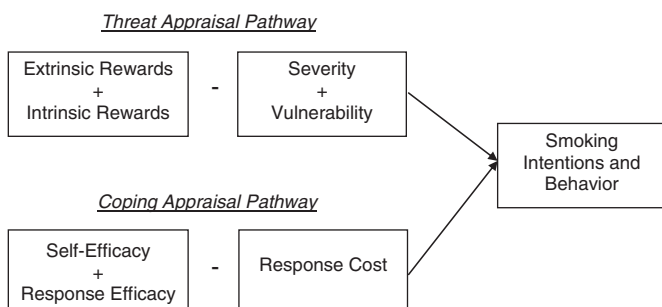 Threat Appraisal Pathway
Extrinsic Rewards
+
Intrinsic Rewards
-
Severity
+
Vulnerability
Smoking
Intentions and
Behavior
Coping Appraisal Pathway
Self-Efficacy
+
Response Efficacy
-
Response Cost